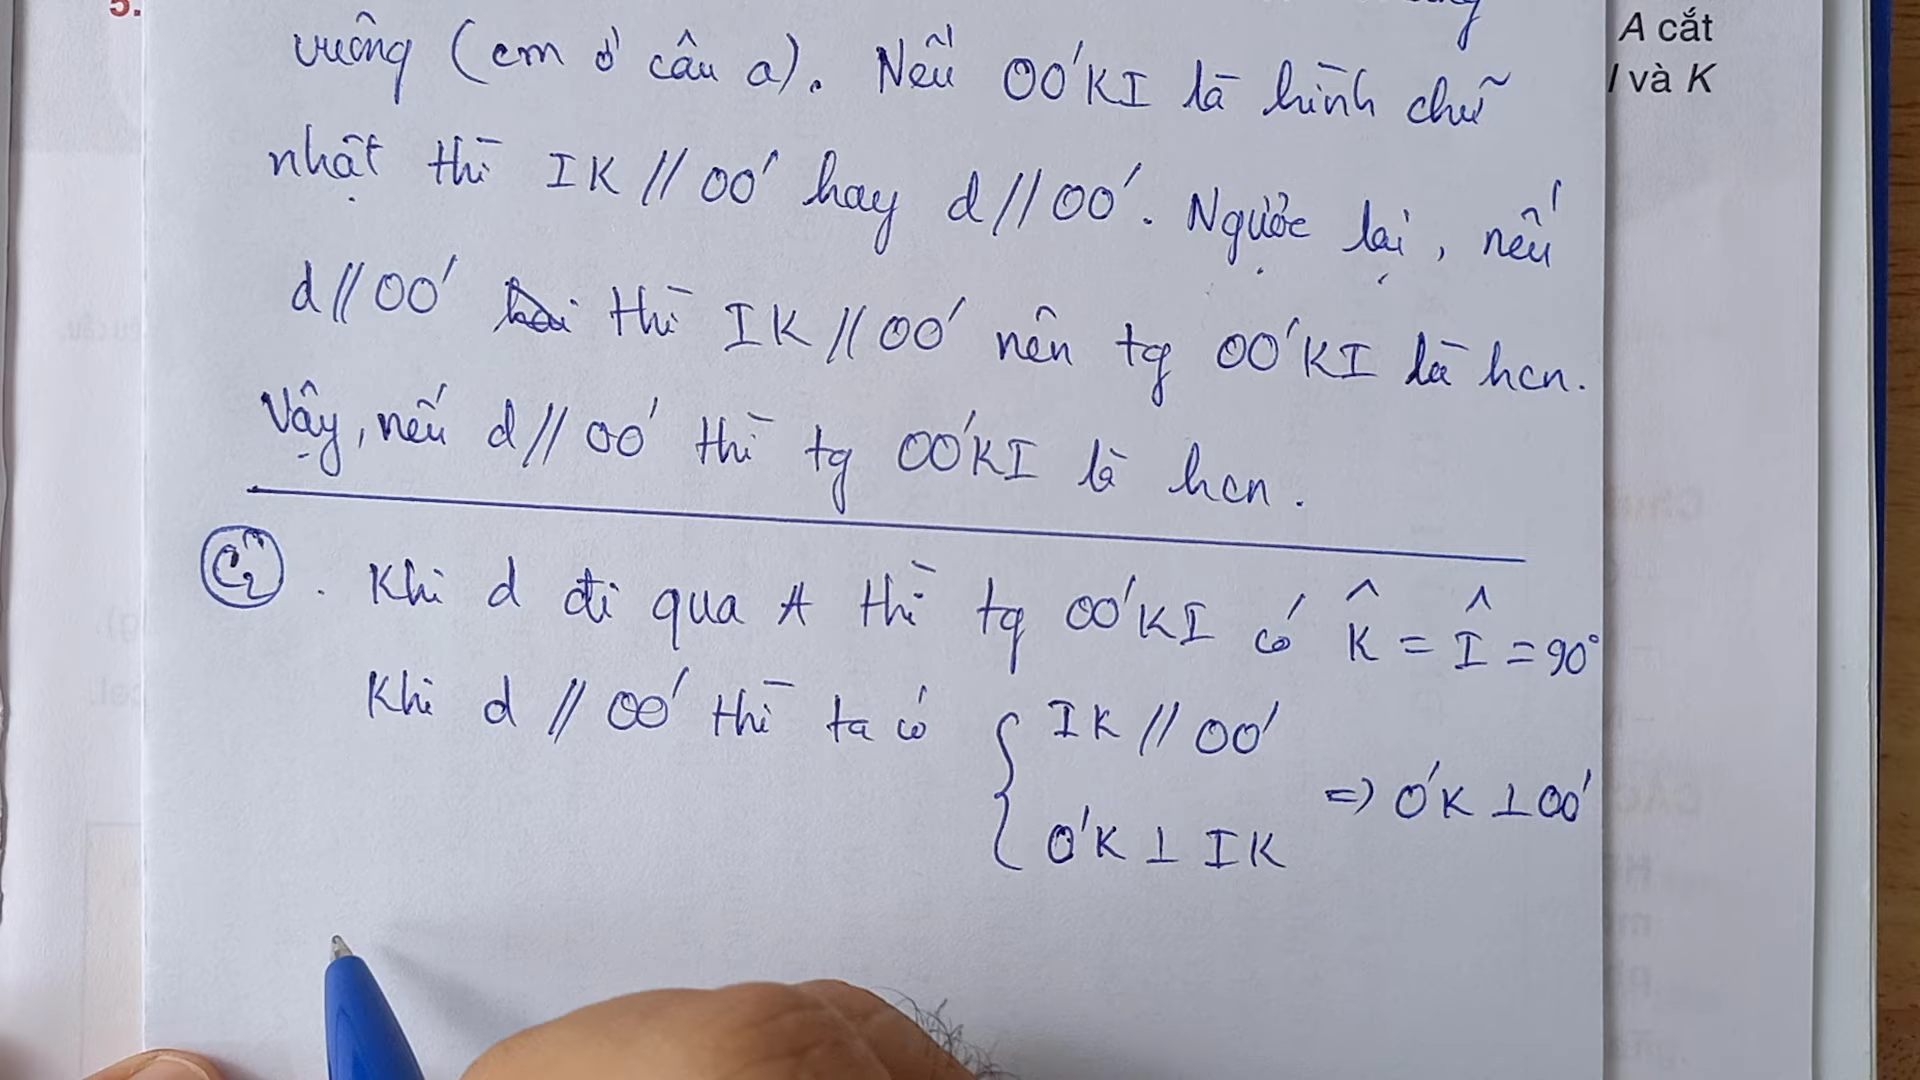 5.
A cắt
I và K
vuông (cm ở câu a). Nếu OO'KI là hình chữ
nhật thì IK // OO' hay d // OO'. Ngược lại, nếu
d // OO' thì IK // OO' nên tg OO'KI là hcn.
Vậy, nếu d // OO' thì tg OO'KI là hcn.
C2. Khi d đi qua A thì tg OO'KI có K̂ = Î = 90°
Khi d // OO' thì ta có { IK // OO'
O'K ⊥ IK => O'K ⊥ OO'